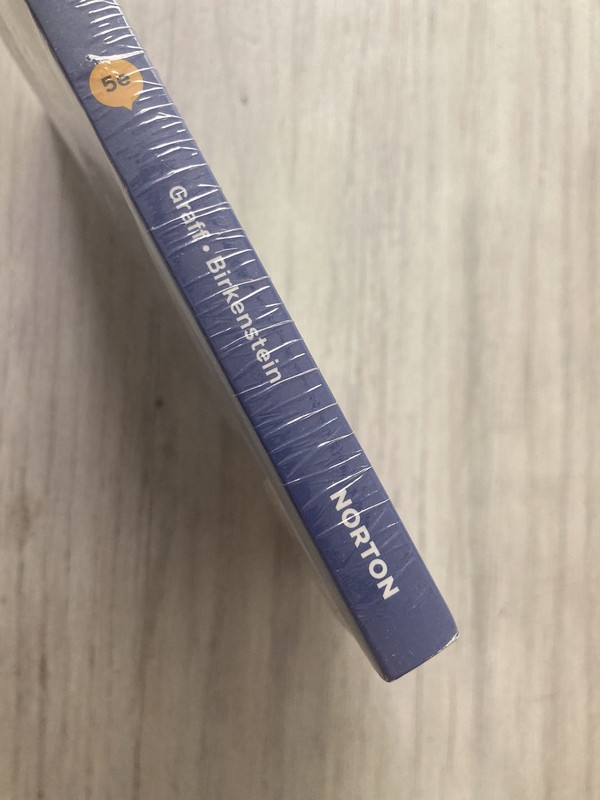 5e
Graff • Birkenstein
NORTON